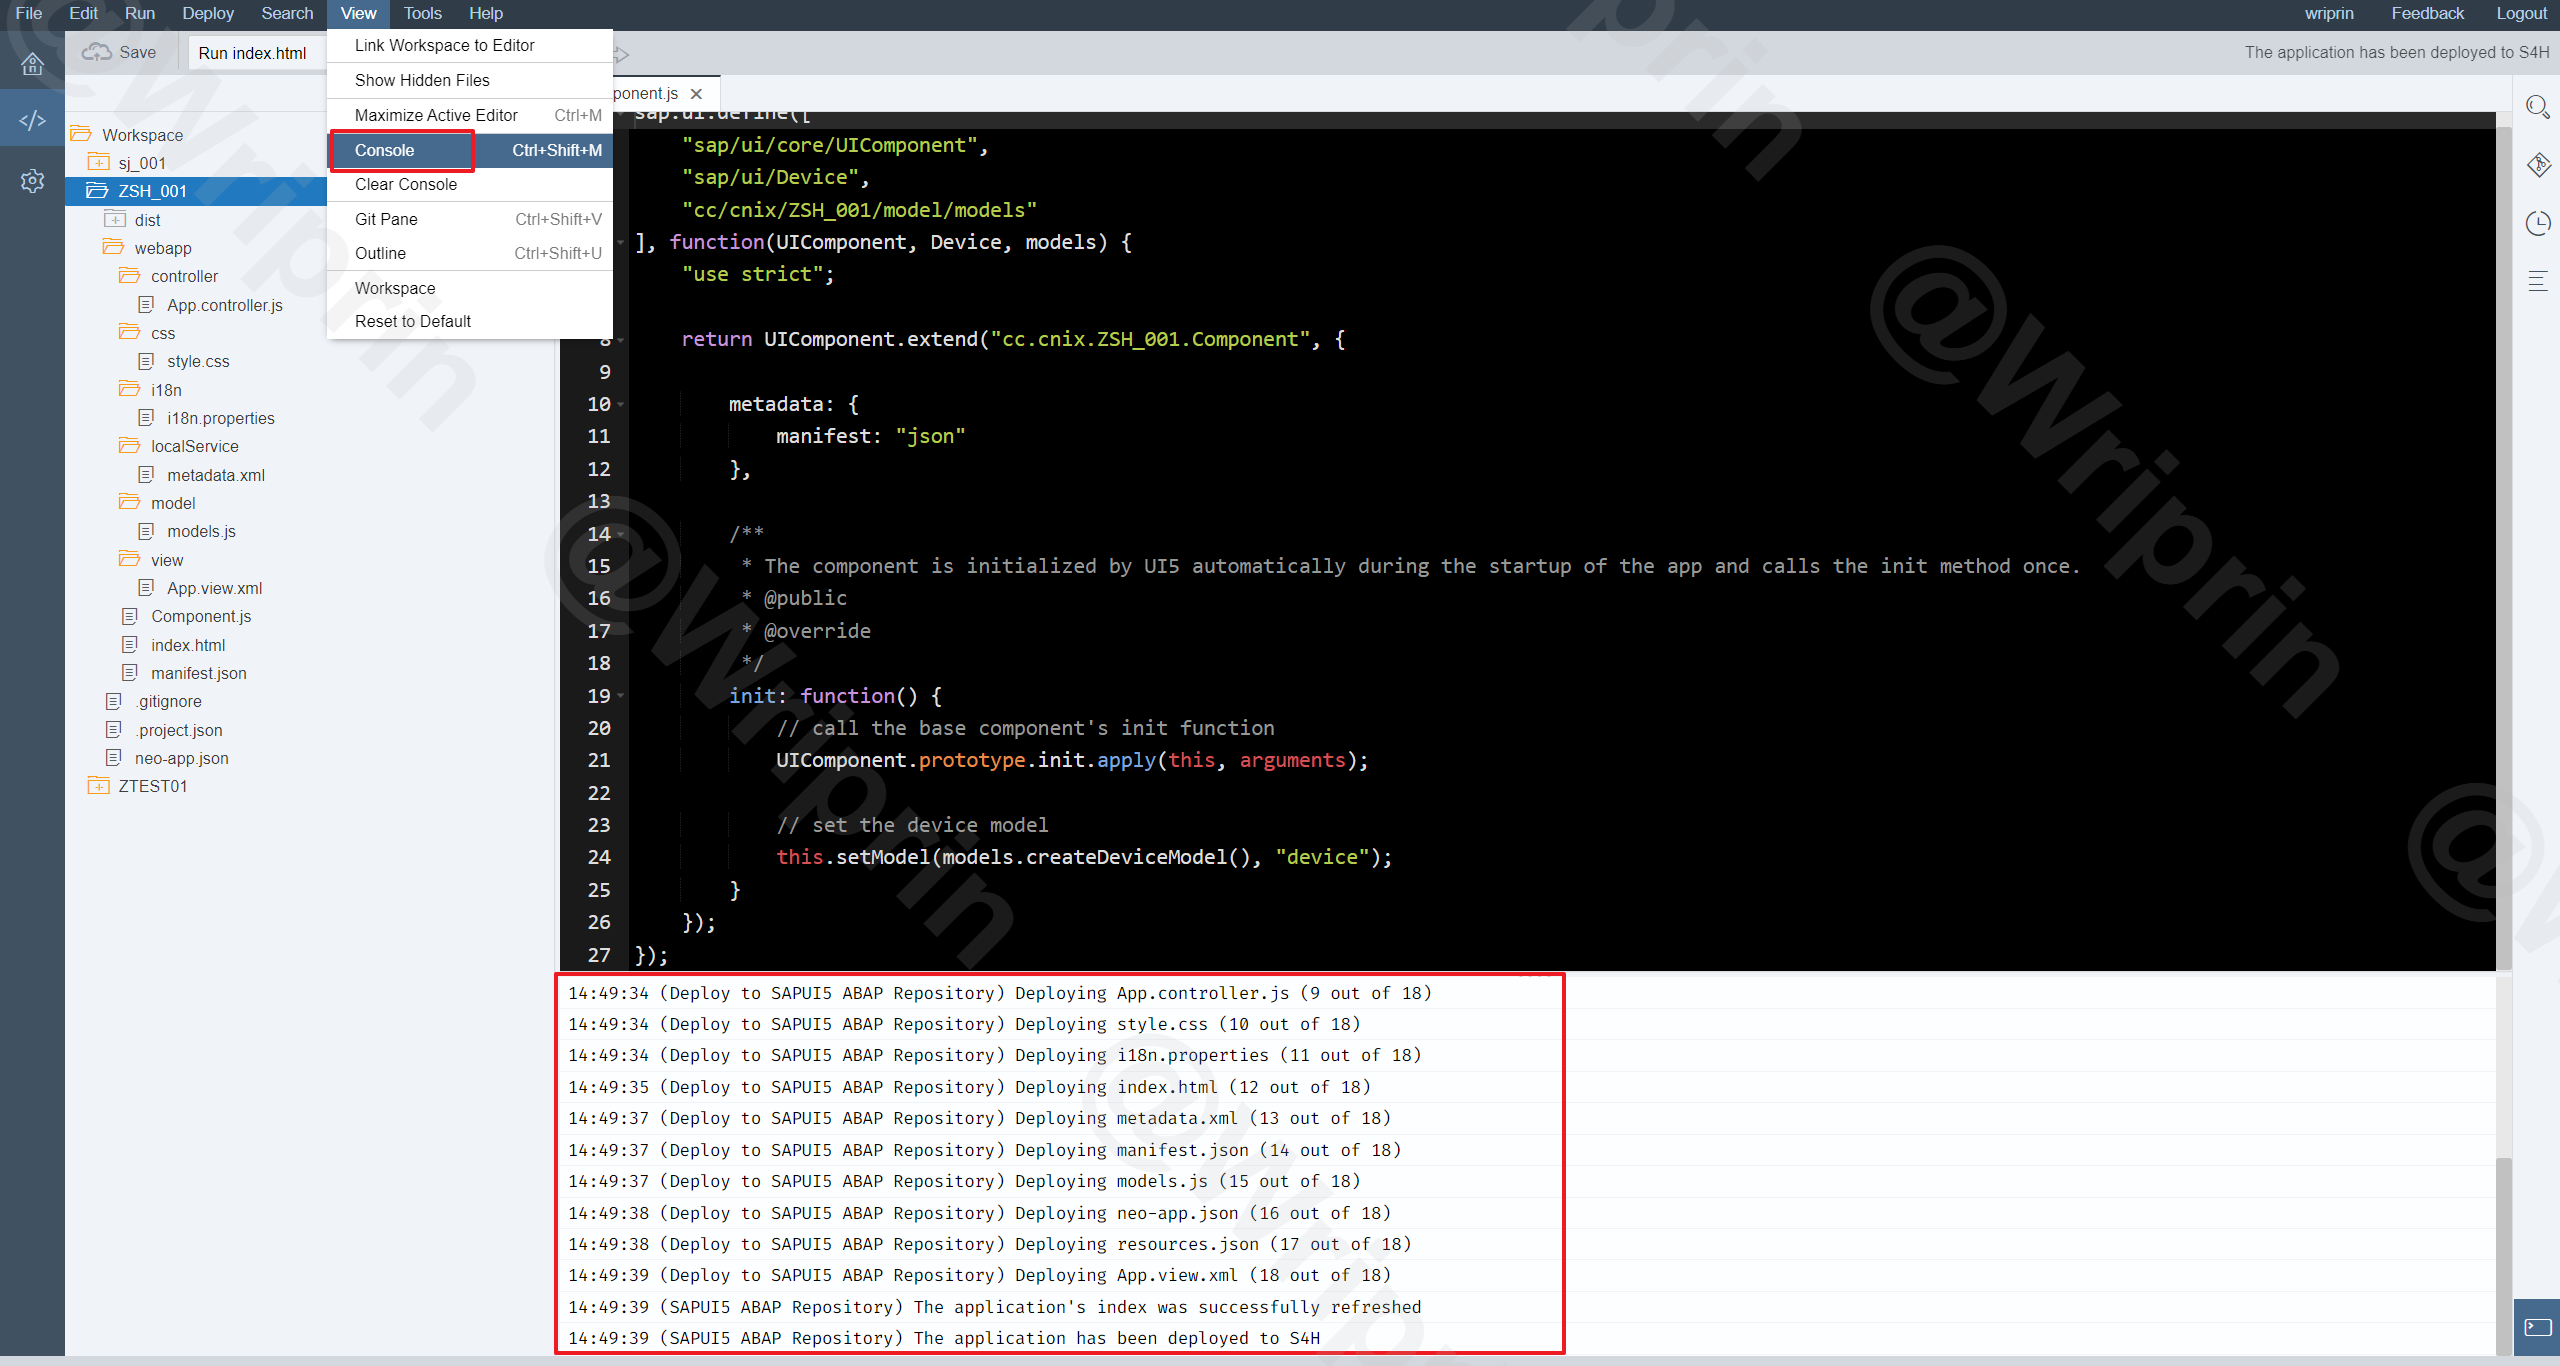 File Edit Run Deploy Search View Tools Help wriprin Feedback Logout
Save Run index.html The application has been deployed to S4H
Link Workspace to Editor
Show Hidden Files
Maximize Active Editor Ctrl+M
Console Ctrl+Shift+M
Clear Console
Git Pane Ctrl+Shift+V
Outline Ctrl+Shift+U
Workspace
Reset to Default
Workspace
sj_001
ZSH_001
dist
webapp
controller
App.controller.js
css
style.css
i18n
i18n.properties
localService
metadata.xml
model
models.js
view
App.view.xml
Component.js
index.html
manifest.json
.gitignore
.project.json
neo-app.json
ZTEST01
ponent.js
sap.ui.define([
"sap/ui/core/UIComponent",
"sap/ui/Device",
"cc/cnix/ZSH_001/model/models"
], function(UIComponent, Device, models) {
"use strict";
8 return UIComponent.extend("cc.cnix.ZSH_001.Component", {
9
10 metadata: {
11 manifest: "json"
12 },
13
14 /**
15 * The component is initialized by UI5 automatically during the startup of the app and calls the init method once.
16 * @public
17 * @override
18 */
19 init: function() {
20 // call the base component's init function
21 UIComponent.prototype.init.apply(this, arguments);
22
23 // set the device model
24 this.setModel(models.createDeviceModel(), "device");
25 }
26 });
27 });
14:49:34 (Deploy to SAPUI5 ABAP Repository) Deploying App.controller.js (9 out of 18)
14:49:34 (Deploy to SAPUI5 ABAP Repository) Deploying style.css (10 out of 18)
14:49:34 (Deploy to SAPUI5 ABAP Repository) Deploying i18n.properties (11 out of 18)
14:49:35 (Deploy to SAPUI5 ABAP Repository) Deploying index.html (12 out of 18)
14:49:37 (Deploy to SAPUI5 ABAP Repository) Deploying metadata.xml (13 out of 18)
14:49:37 (Deploy to SAPUI5 ABAP Repository) Deploying manifest.json (14 out of 18)
14:49:37 (Deploy to SAPUI5 ABAP Repository) Deploying models.js (15 out of 18)
14:49:38 (Deploy to SAPUI5 ABAP Repository) Deploying neo-app.json (16 out of 18)
14:49:38 (Deploy to SAPUI5 ABAP Repository) Deploying resources.json (17 out of 18)
14:49:39 (Deploy to SAPUI5 ABAP Repository) Deploying App.view.xml (18 out of 18)
14:49:39 (SAPUI5 ABAP Repository) The application's index was successfully refreshed
14:49:39 (SAPUI5 ABAP Repository) The application has been deployed to S4H
@Wriprin
@Wriprin
@Wriprin
@Wriprin